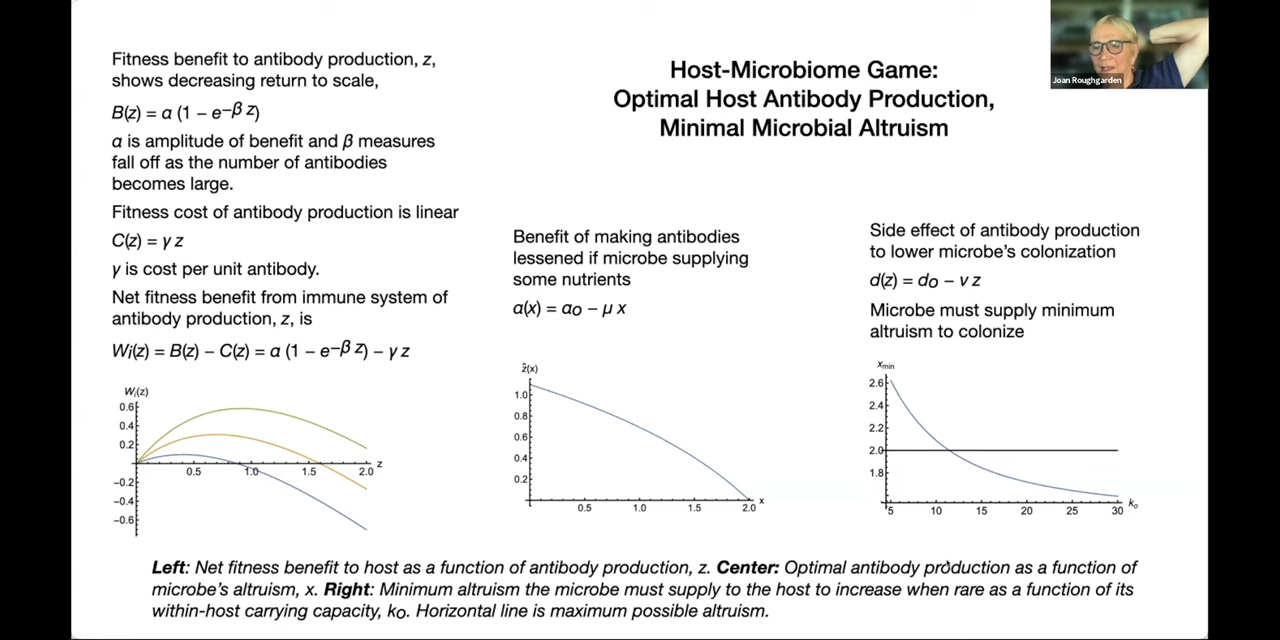 Fitness benefit to antibody production, z,
shows decreasing return to scale,
B(z) = α (1 − e−β z)
α is amplitude of benefit and β measures
fall off as the number of antibodies
becomes large.
Fitness cost of antibody production is linear
C(z) = γ z
γ is cost per unit antibody.
Net fitness benefit from immune system of
antibody production, z, is
Wi(z) = B(z) − C(z) = α (1 − e−β z) − γ z
Wi(z)
0.6
0.4
0.2
−0.2
−0.4
−0.6
0.5 1.0 1.5 2.0 z
Host-Microbiome Game:
Optimal Host Antibody Production,
Minimal Microbial Altruism
Joan Roughgarden
Benefit of making antibodies
lessened if microbe supplying
some nutrients
α(x) = αo − μ x
ẑ(x)
1.0
0.8
0.6
0.4
0.2
0.5 1.0 1.5 2.0 x
Side effect of antibody production
to lower microbe's colonization
d(z) = do − ν z
Microbe must supply minimum
altruism to colonize
xmin
2.6
2.4
2.2
2.0
1.8
5 10 15 20 25 30 ko
Left: Net fitness benefit to host as a function of antibody production, z. Center: Optimal antibody production as a function of
microbe's altruism, x. Right: Minimum altruism the microbe must supply to the host to increase when rare as a function of its
within-host carrying capacity, ko. Horizontal line is maximum possible altruism.